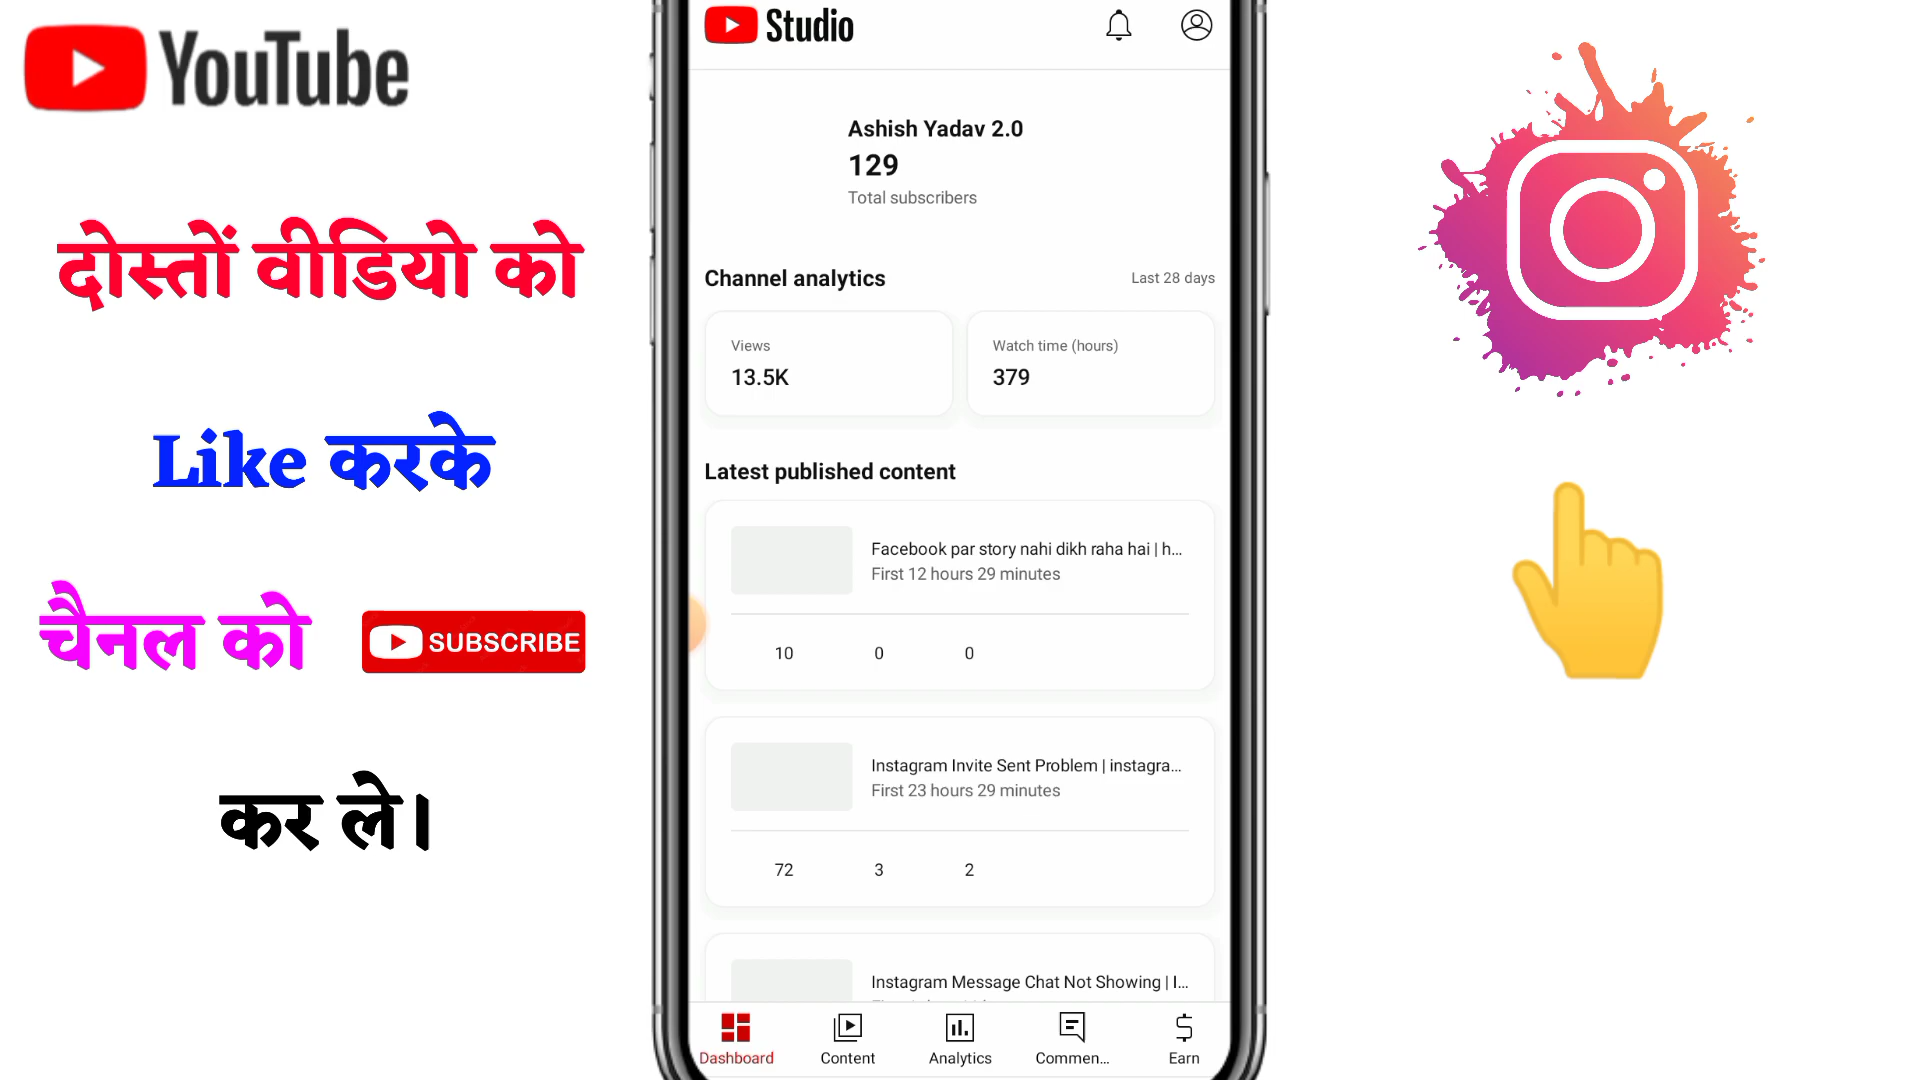 YouTube
दोस्तों वीडियो को
Like करके
चैनल को SUBSCRIBE
कर ले।
Studio
Ashish Yadav 2.0
129
Total subscribers
Channel analytics Last 28 days
Views
13.5K
Watch time (hours)
379
Latest published content
Facebook par story nahi dikh raha hai | h...
First 12 hours 29 minutes
10 0 0
Instagram Invite Sent Problem | instagra...
First 23 hours 29 minutes
72 3 2
Instagram Message Chat Not Showing | I...
Dashboard Content Analytics Commen... Earn